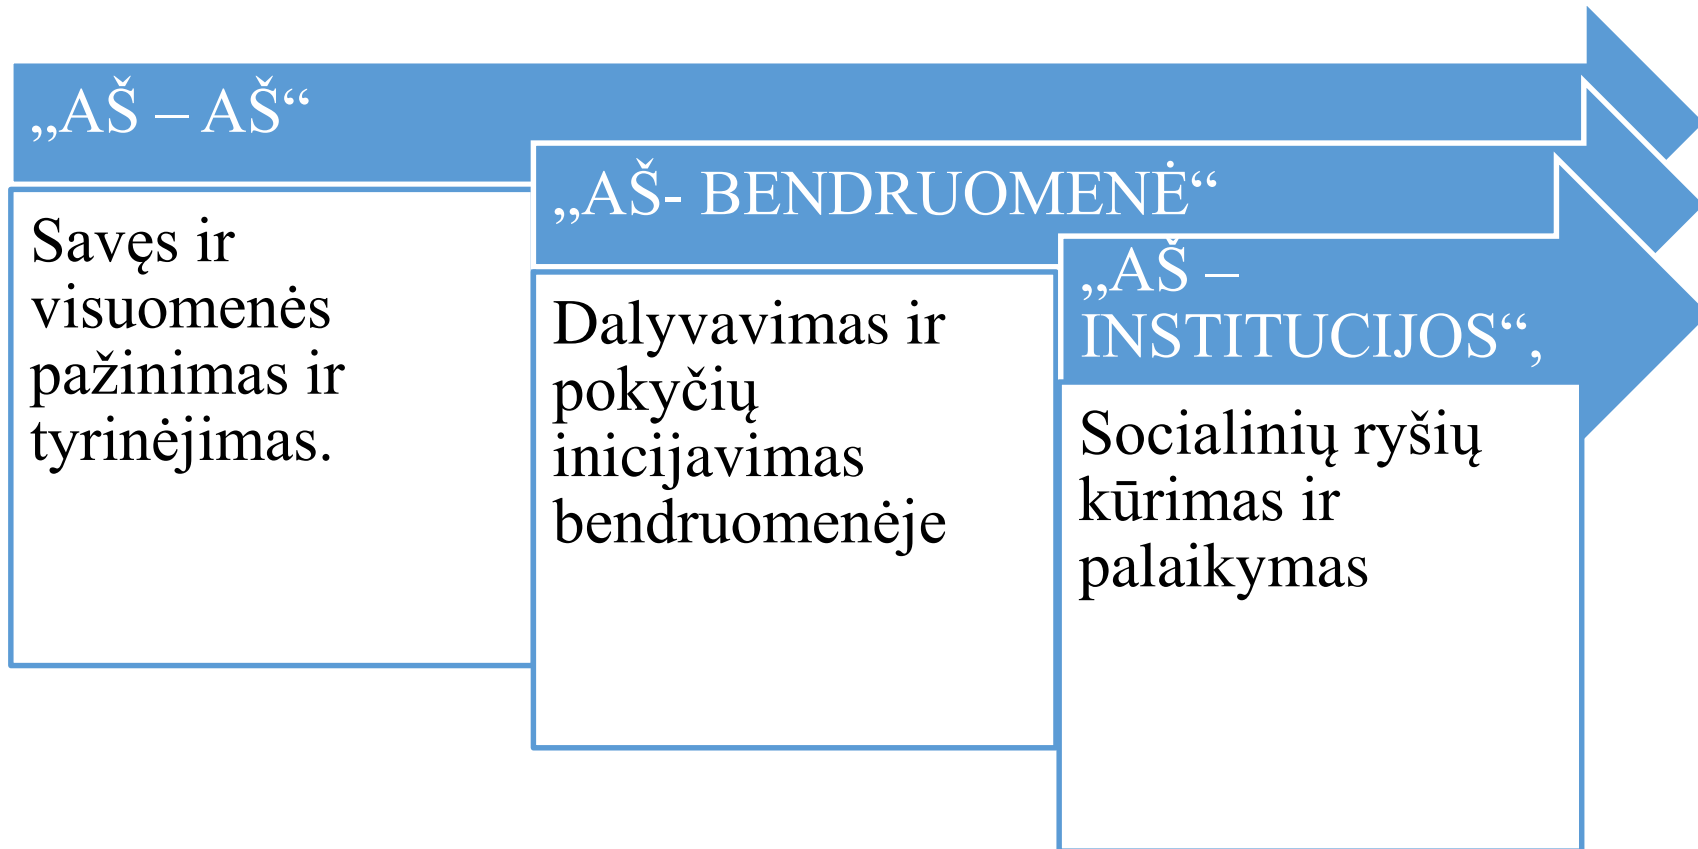 „AŠ – AŠ“
Savęs ir
visuomenės
pažinimas ir
tyrinėjimas.
„AŠ- BENDRUOMENĖ“
Dalyvavimas ir
pokyčių
inicijavimas
bendruomenėje
„AŠ –
INSTITUCIJOS“,
Socialinių ryšių
kūrimas ir
palaikymas